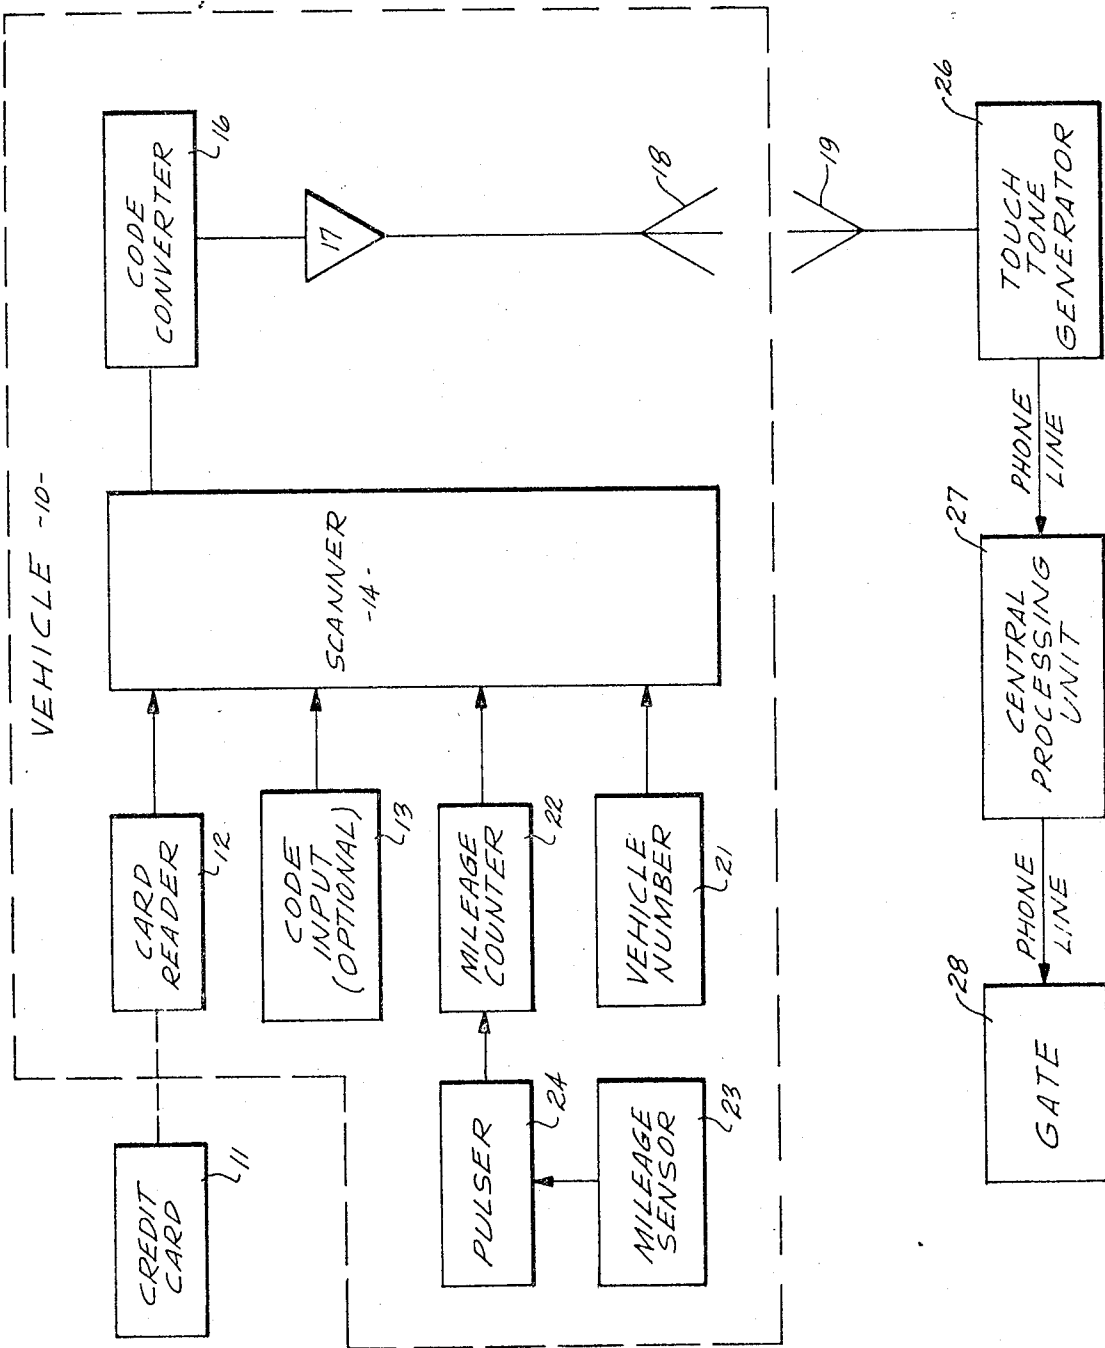 VEHICLE -10-
CREDIT
CARD
11
CARD
READER
12
CODE
INPUT
(OPTIONAL)
13
PULSER
24
MILEAGE
COUNTER
22
MILEAGE
SENSOR
23
VEHICLE
NUMBER
21
SCANNER
-14-
CODE
CONVERTER
16
17
18
19
GATE
28
PHONE
LINE
CENTRAL
PROCESSING
UNIT
27
PHONE
LINE
TOUCH
TONE
GENERATOR
26